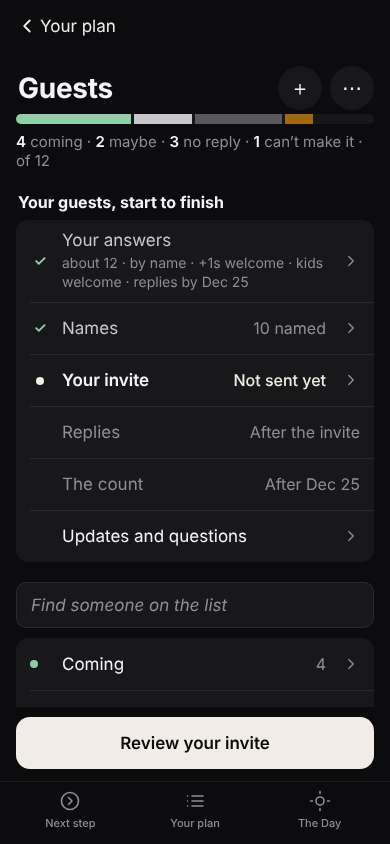 Your plan
Guests
4 coming · 2 maybe · 3 no reply · 1 can’t make it ·
of 12
Your guests, start to finish
Your answers
about 12 · by name · +1s welcome · kids
welcome · replies by Dec 25
Names 10 named
Your invite Not sent yet
Replies After the invite
The count After Dec 25
Updates and questions
Find someone on the list
Coming 4
Review your invite
Next step Your plan The Day